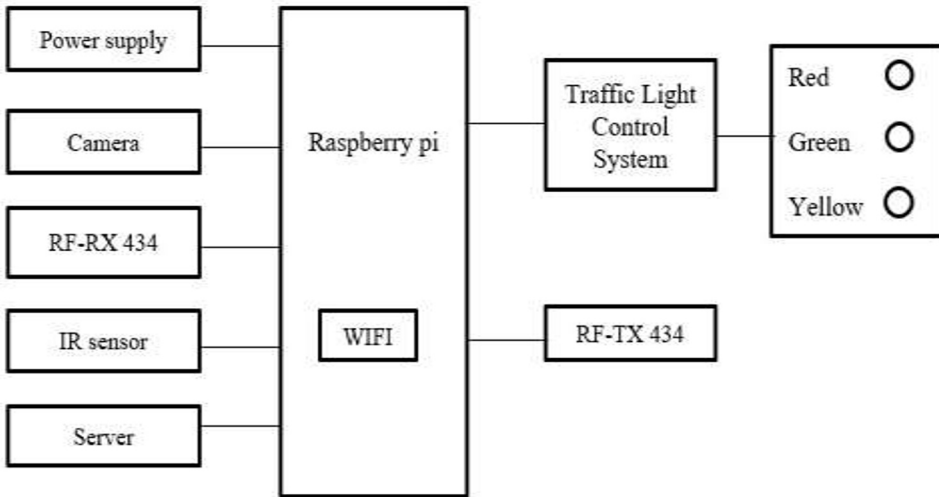 Power supply
Camera
RF-RX 434
IR sensor
Server
Raspberry pi
WIFI
Traffic Light
Control
System
RF-TX 434
Red
Green
Yellow